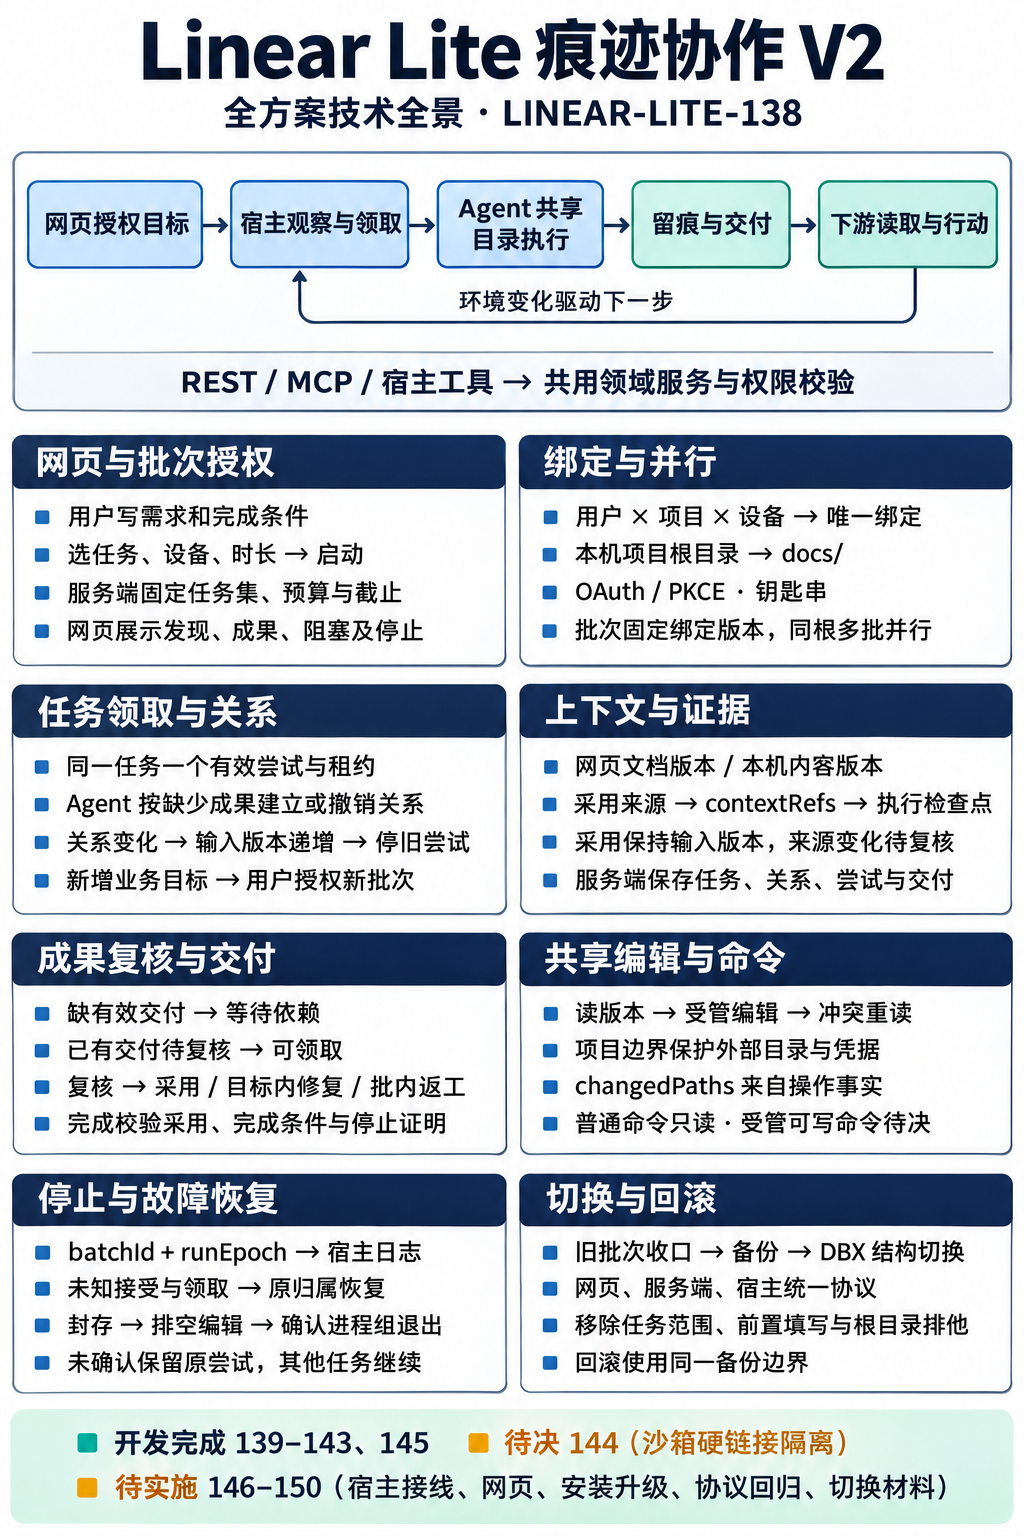 Linear Lite 痕迹协作 V2
全方案技术全景 · LINEAR-LITE-138
网页授权目标
宿主观察与领取
Agent 共享
目录执行
留痕与交付
下游读取与行动
环境变化驱动下一步
REST / MCP / 宿主工具 → 共用领域服务与权限校验
网页与批次授权
用户写需求和完成条件
选任务、设备、时长 → 启动
服务端固定任务集、预算与截止
网页展示发现、成果、阻塞及停止
绑定与并行
用户 × 项目 × 设备 → 唯一绑定
本机项目根目录 → docs/
OAuth / PKCE · 钥匙串
批次固定绑定版本，同根多批并行
任务领取与关系
同一任务一个有效尝试与租约
Agent 按缺少成果建立或撤销关系
关系变化 → 输入版本递增 → 停旧尝试
新增业务目标 → 用户授权新批次
上下文与证据
网页文档版本 / 本机内容版本
采用来源 → contextRefs → 执行检查点
采用保持输入版本，来源变化待复核
服务端保存任务、关系、尝试与交付
成果复核与交付
缺有效交付 → 等待依赖
已有交付待复核 → 可领取
复核 → 采用 / 目标内修复 / 批内返工
完成校验采用、完成条件与停止证明
共享编辑与命令
读版本 → 受管编辑 → 冲突重读
项目边界保护外部目录与凭据
changedPaths 来自操作事实
普通命令只读 · 受管可写命令待决
停止与故障恢复
batchId + runEpoch → 宿主日志
未知接受与领取 → 原归属恢复
封存 → 排空编辑 → 确认进程组退出
未确认保留原尝试，其他任务继续
切换与回滚
旧批次收口 → 备份 → DBX 结构切换
网页、服务端、宿主统一协议
移除任务范围、前置填写与根目录排他
回滚使用同一备份边界
开发完成 139–143、145
待决 144（沙箱硬链接隔离）
待实施 146–150（宿主接线、网页、安装升级、协议回归、切换材料）